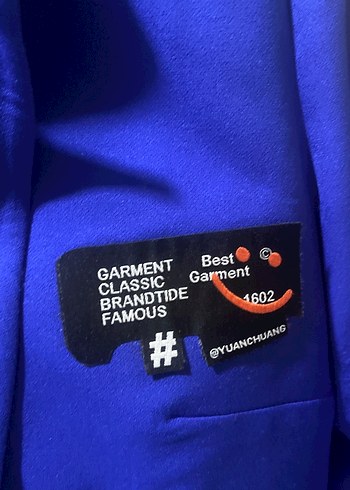 GARMENT
CLASSIC
BRANDTIDE
FAMOUS
Best ©
Garment
1602
#
@YUANCHUANG